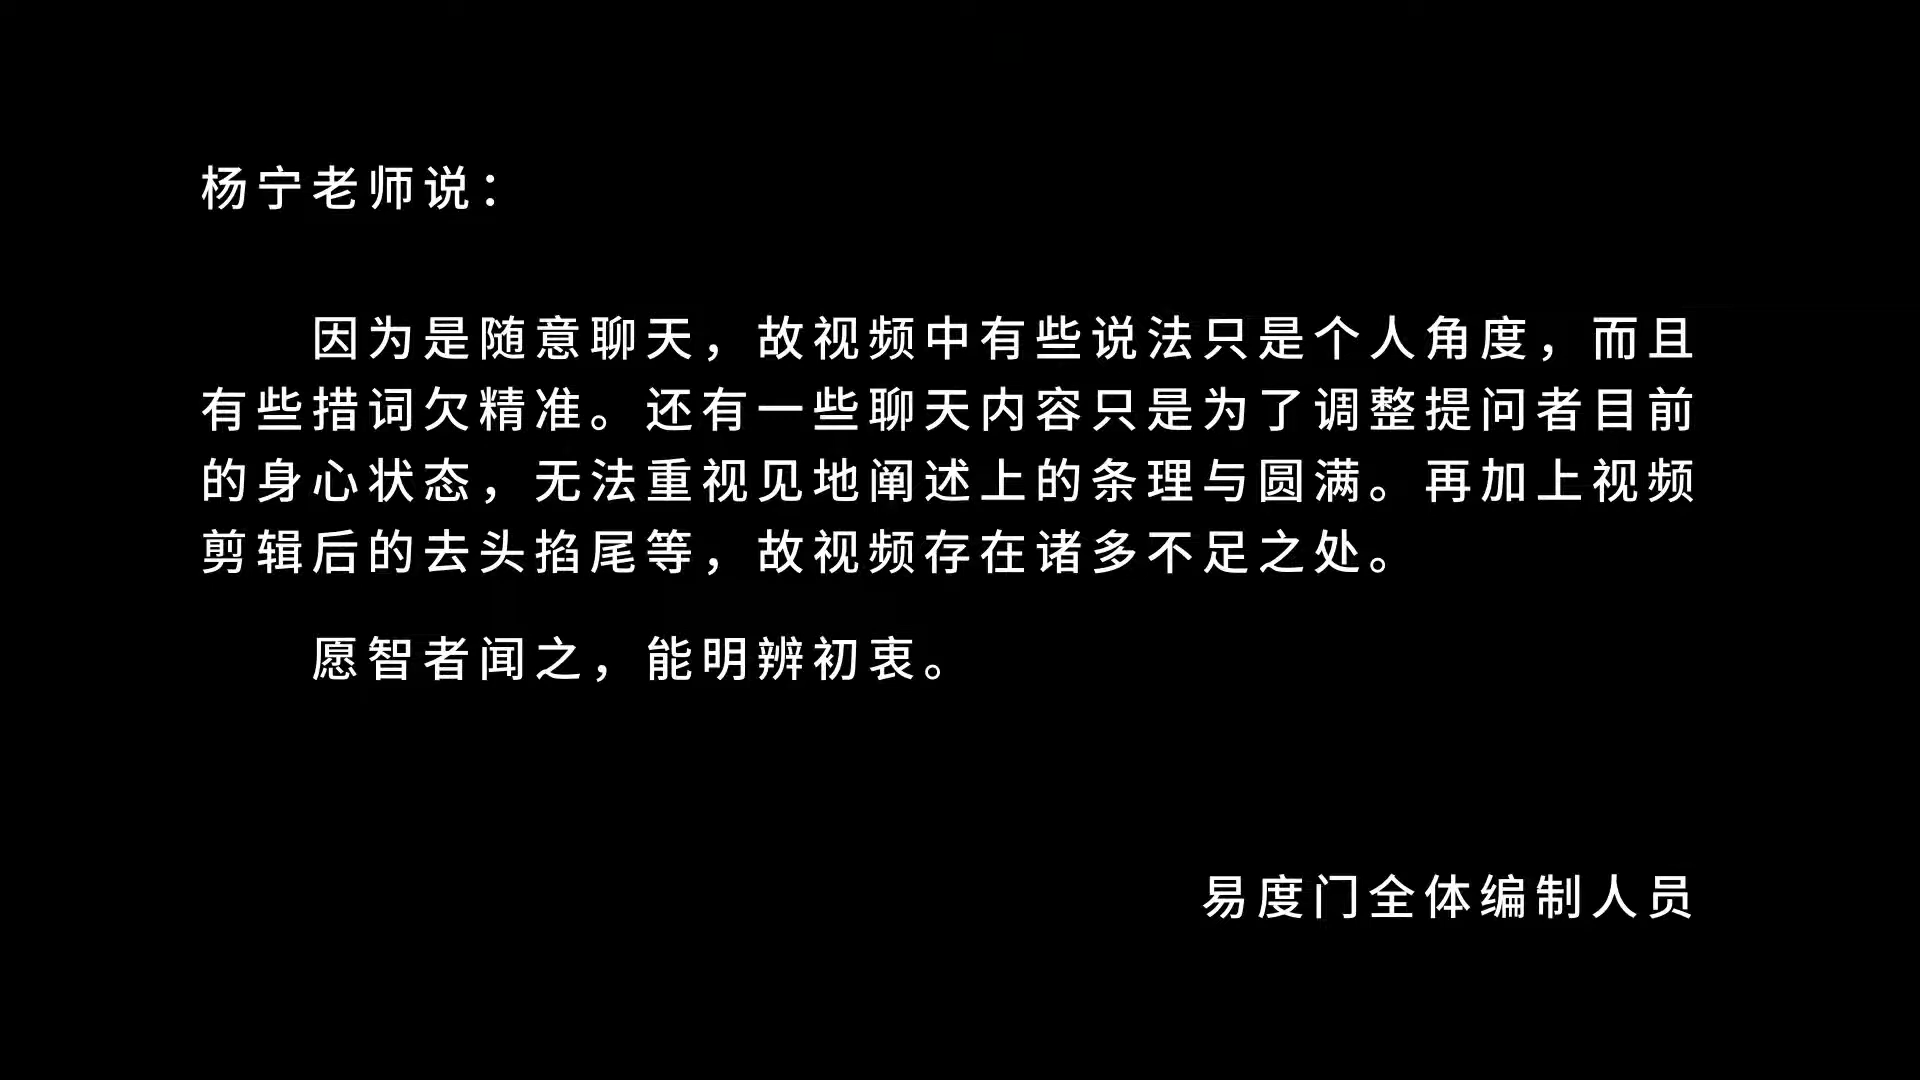 杨宁老师说：
因为是随意聊天，故视频中有些说法只是个人角度，而且
有些措词欠精准。还有一些聊天内容只是为了调整提问者目前
的身心状态，无法重视见地阐述上的条理与圆满。再加上视频
剪辑后的去头掐尾等，故视频存在诸多不足之处。
愿智者闻之，能明辨初衷。
易度门全体编制人员